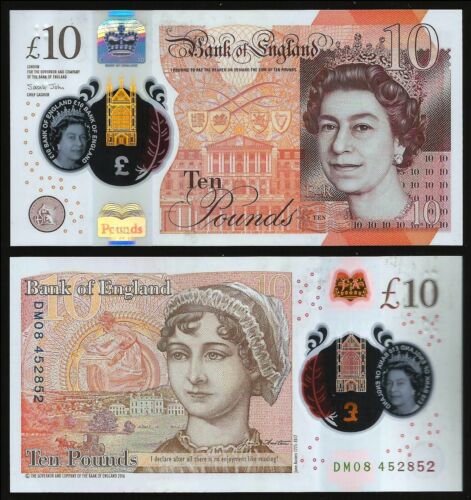 £10
LONDON
FOR THE GOVERNOR AND COMPANY
OF THE BANK OF ENGLAND
Sarah John
CHIEF CASHIER
Bank of England
I PROMISE TO PAY THE BEARER ON DEMAND THE SUM OF TEN POUNDS
10
£10 BANK OF ENGLAND £10 BANK OF ENGLAND
£
Pounds
Ten
Pounds
10
E R
TEN
10
Bank of England
10
10
£10
DM08 452852
£
Ten Pounds
I declare after all there is no enjoyment like reading!
J. Austen
Jane Austen 1775-1817
© THE GOVERNOR AND COMPANY OF THE BANK OF ENGLAND 2016
DM08 452852